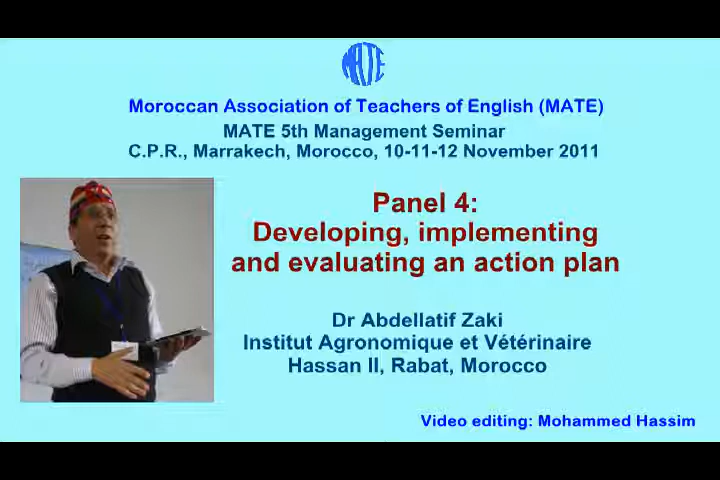 MATE
Moroccan Association of Teachers of English (MATE)
MATE 5th Management Seminar
C.P.R., Marrakech, Morocco, 10-11-12 November 2011
Panel 4:
Developing, implementing
and evaluating an action plan
Dr Abdellatif Zaki
Institut Agronomique et Vétérinaire
Hassan II, Rabat, Morocco
Video editing: Mohammed Hassim